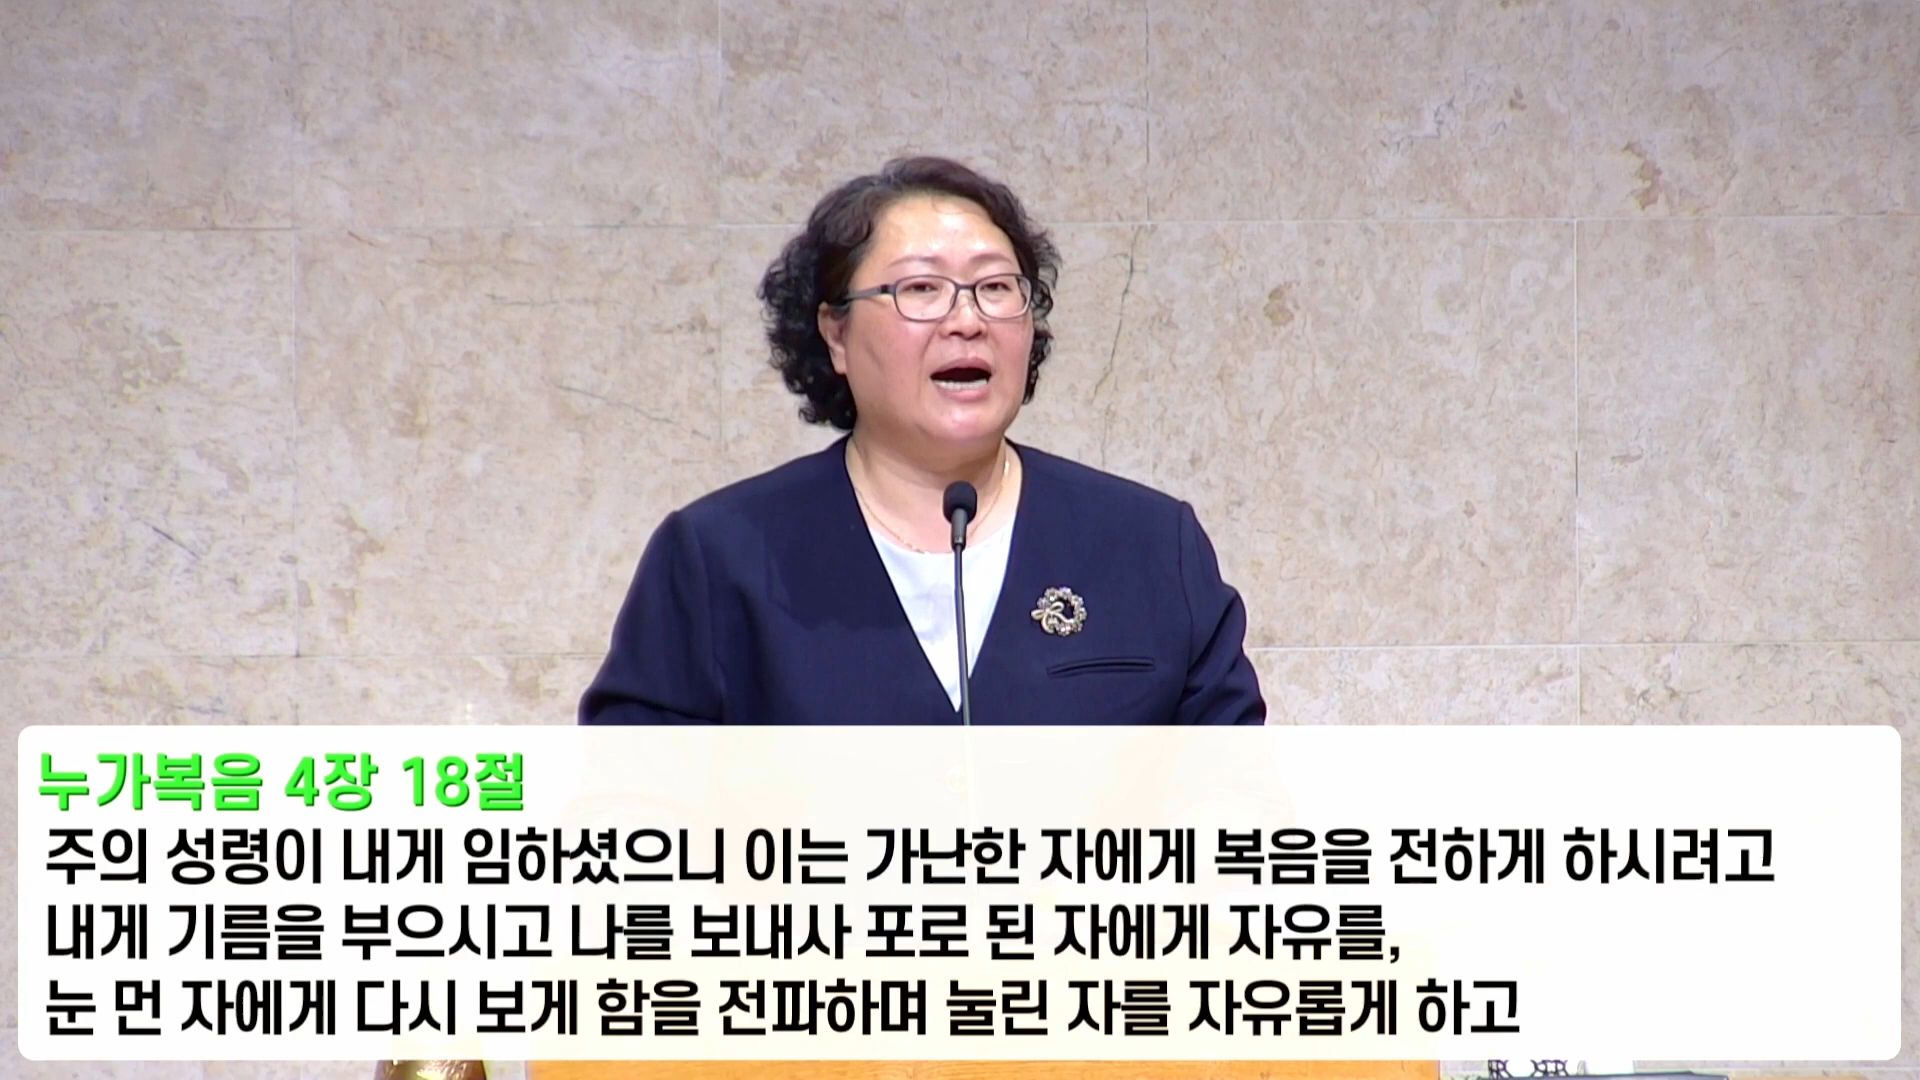 누가복음 4장 18절
주의 성령이 내게 임하셨으니 이는 가난한 자에게 복음을 전하게 하시려고
내게 기름을 부으시고 나를 보내사 포로 된 자에게 자유를,
눈 먼 자에게 다시 보게 함을 전파하며 눌린 자를 자유롭게 하고